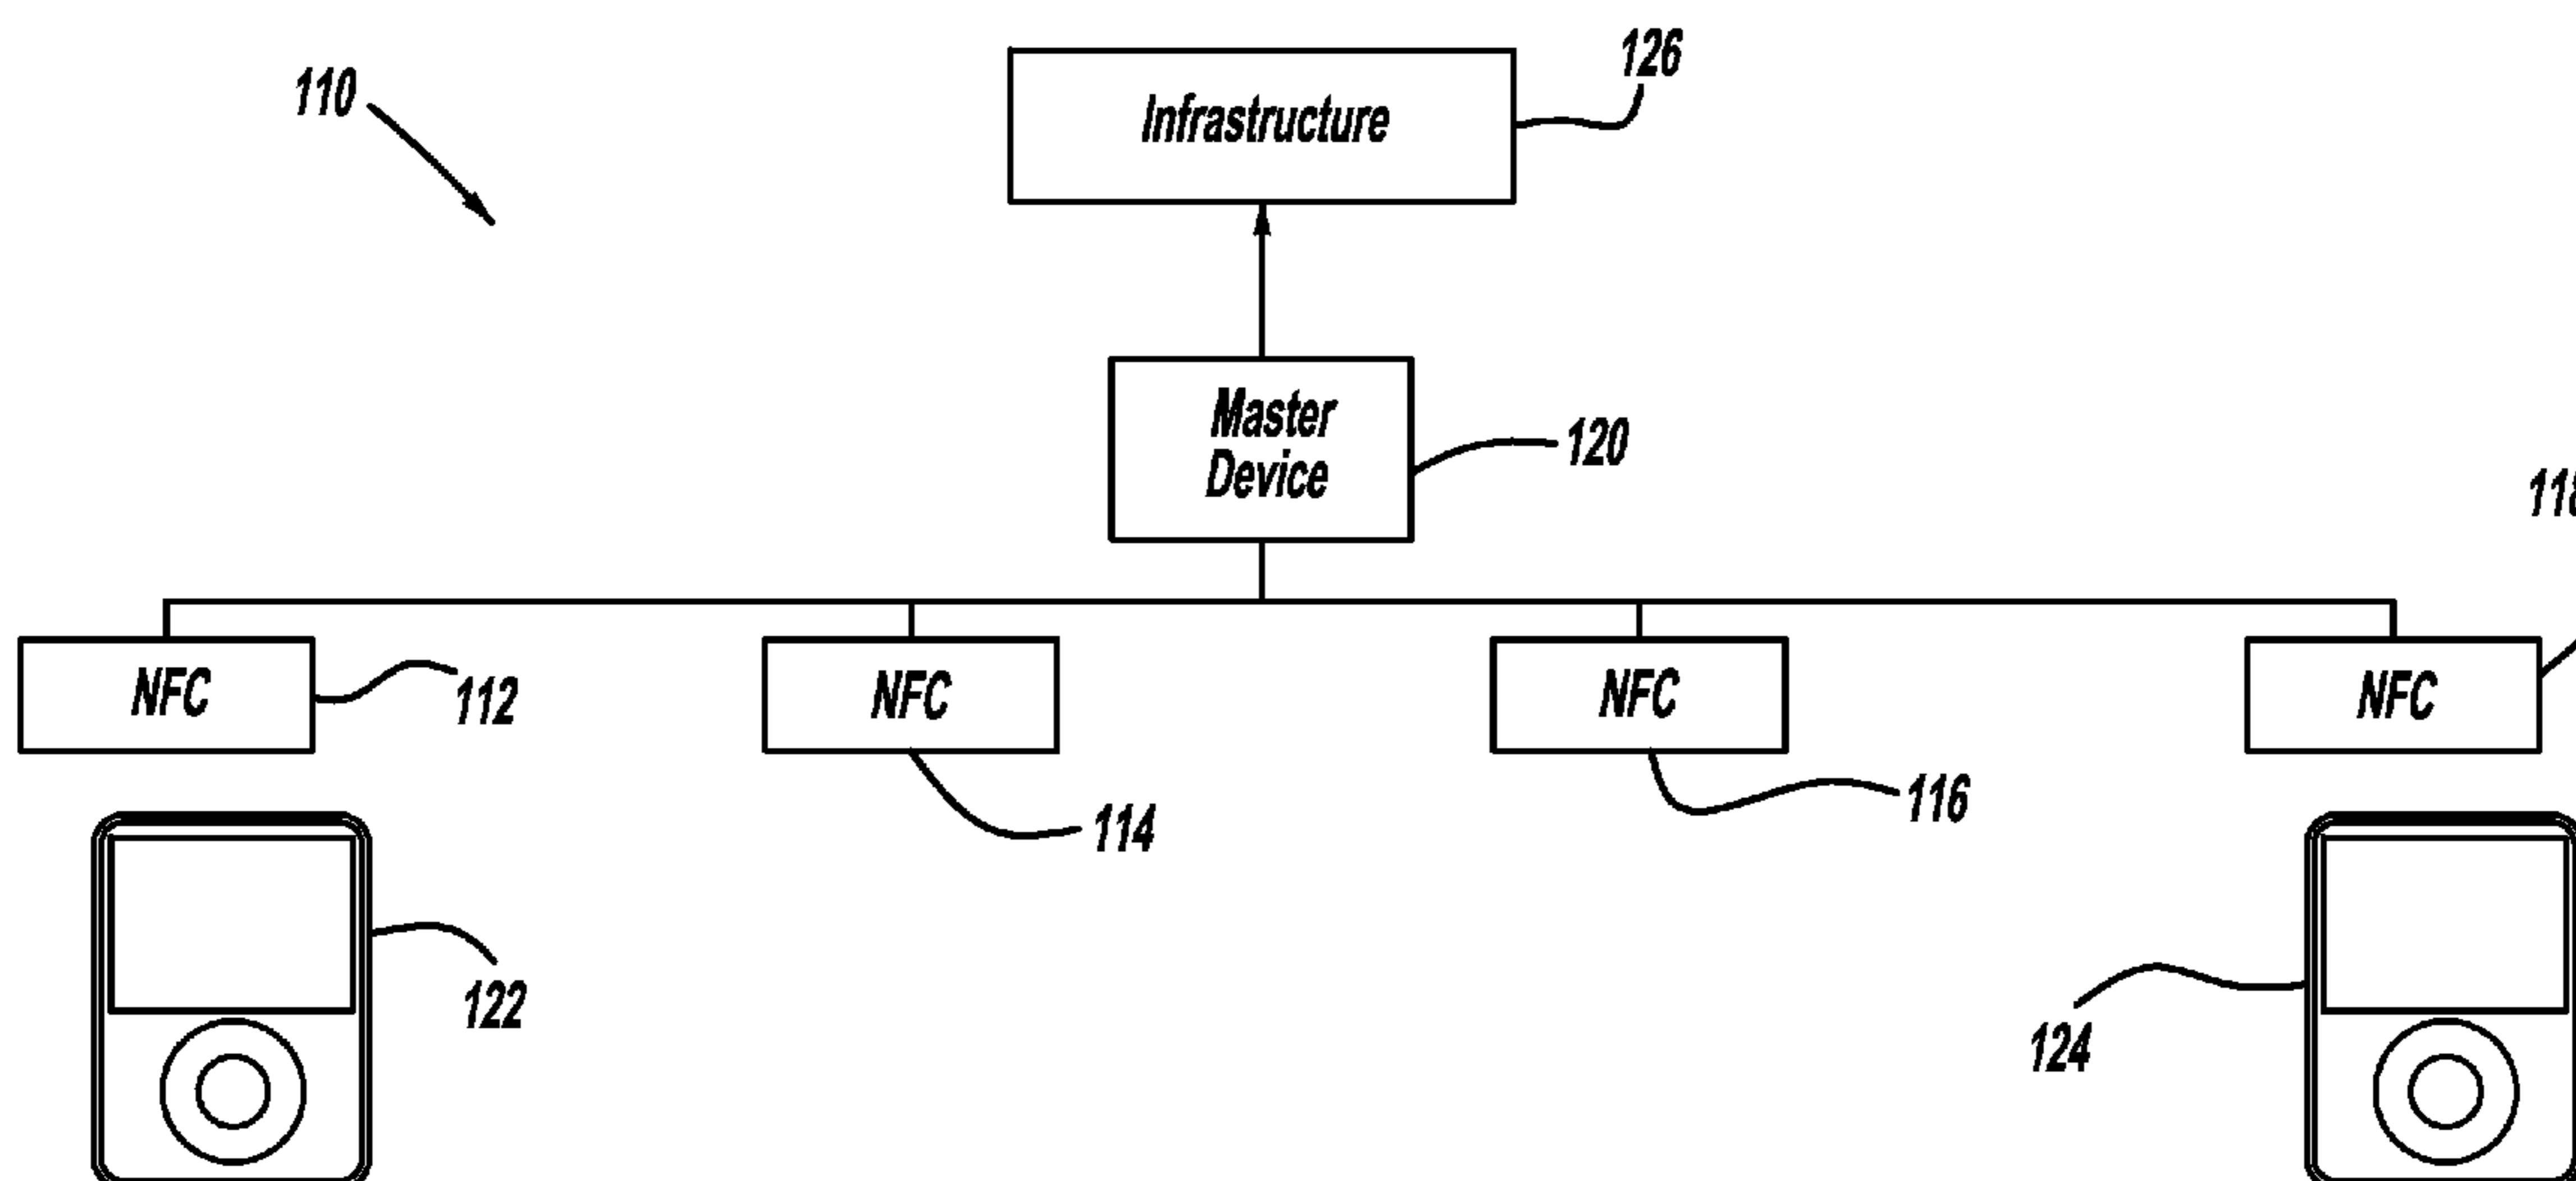 110
126
Infrastructure
Master
Device
120
NFC
112
NFC
114
NFC
116
NFC
122
124